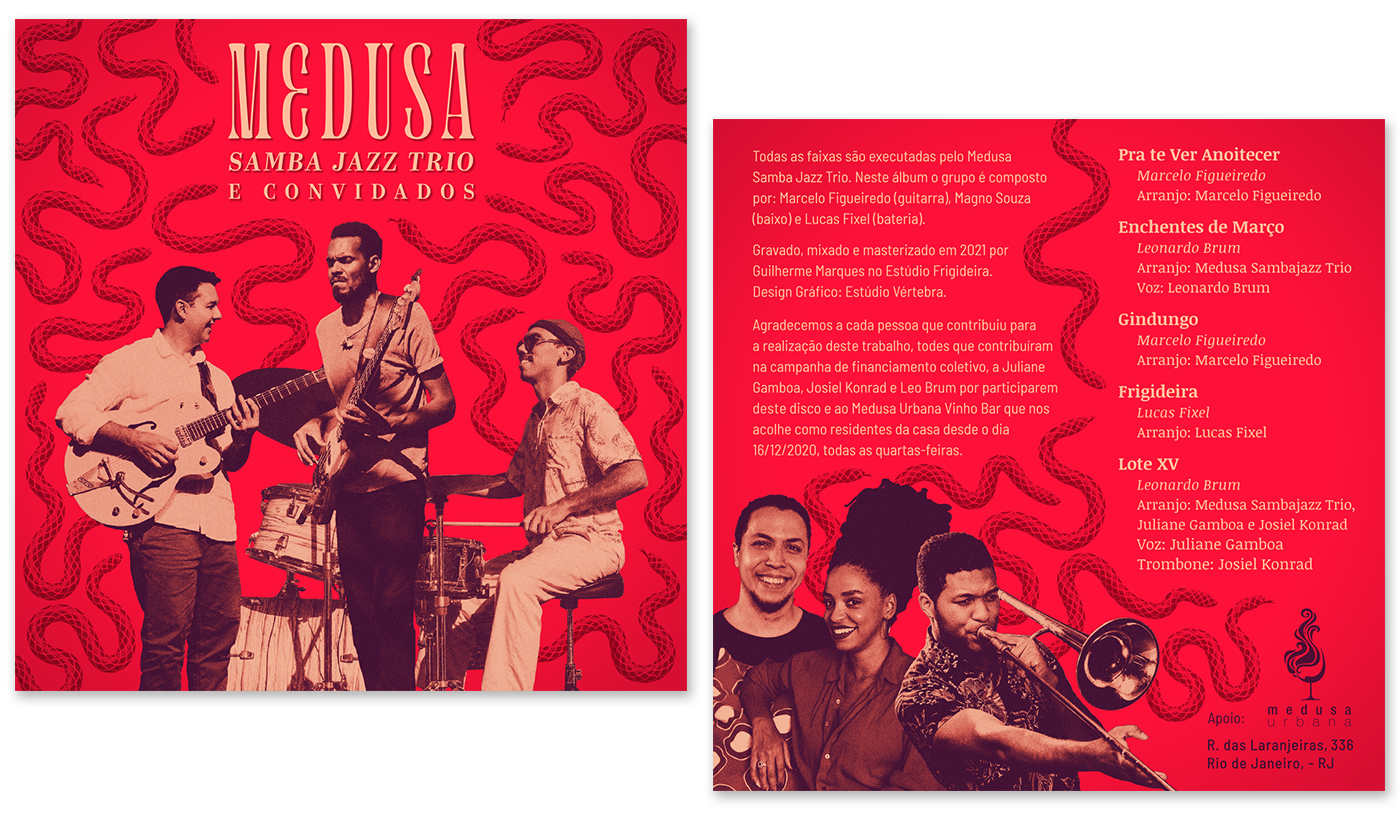 MEDUSA
SAMBA JAZZ TRIO
E CONVIDADOS
Todas as faixas são executadas pelo Medusa
Samba Jazz Trio. Neste álbum o grupo é composto
por: Marcelo Figueiredo (guitarra), Magno Souza
(baixo) e Lucas Fixel (bateria).
Gravado, mixado e masterizado em 2021 por
Guilherme Marques no Estúdio Frigideira.
Design Gráfico: Estúdio Vértebra.
Agradecemos a cada pessoa que contribuiu para
a realização deste trabalho, todes que contribuíram
na campanha de financiamento coletivo, a Juliane
Gamboa, Josiel Konrad e Leo Brum por participarem
deste disco e ao Medusa Urbana Vinho Bar que nos
acolhe como residentes da casa desde o dia
16/12/2020, todas as quartas-feiras.
Pra te Ver Anoitecer
Marcelo Figueiredo
Arranjo: Marcelo Figueiredo
Enchentes de Março
Leonardo Brum
Arranjo: Medusa Sambajazz Trio
Voz: Leonardo Brum
Gindungo
Marcelo Figueiredo
Arranjo: Marcelo Figueiredo
Frigideira
Lucas Fixel
Arranjo: Lucas Fixel
Lote XV
Leonardo Brum
Arranjo: Medusa Sambajazz Trio,
Juliane Gamboa e Josiel Konrad
Voz: Juliane Gamboa
Trombone: Josiel Konrad
Apoio:
medusa
urbana
R. das Laranjeiras, 336
Rio de Janeiro, - RJ